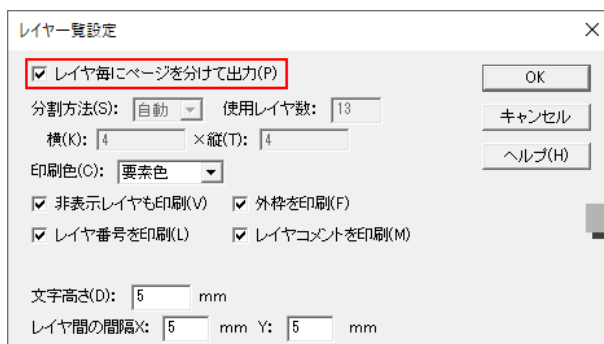 レイヤー覧設定
レイヤ毎にページを分けて出力(P)
OK
分割方法(S): 自動 使用レイヤ数: 13
キャンセル
横(K): 4 ×縦(T): 4
ヘルプ(H)
印刷色(C): 要素色
非表示レイヤも印刷(V) 外枠を印刷(F)
レイヤ番号を印刷(L) レイヤコメントを印刷(M)
文字高さ(D): 5 mm
レイヤ間の間隔X: 5 mm Y: 5 mm